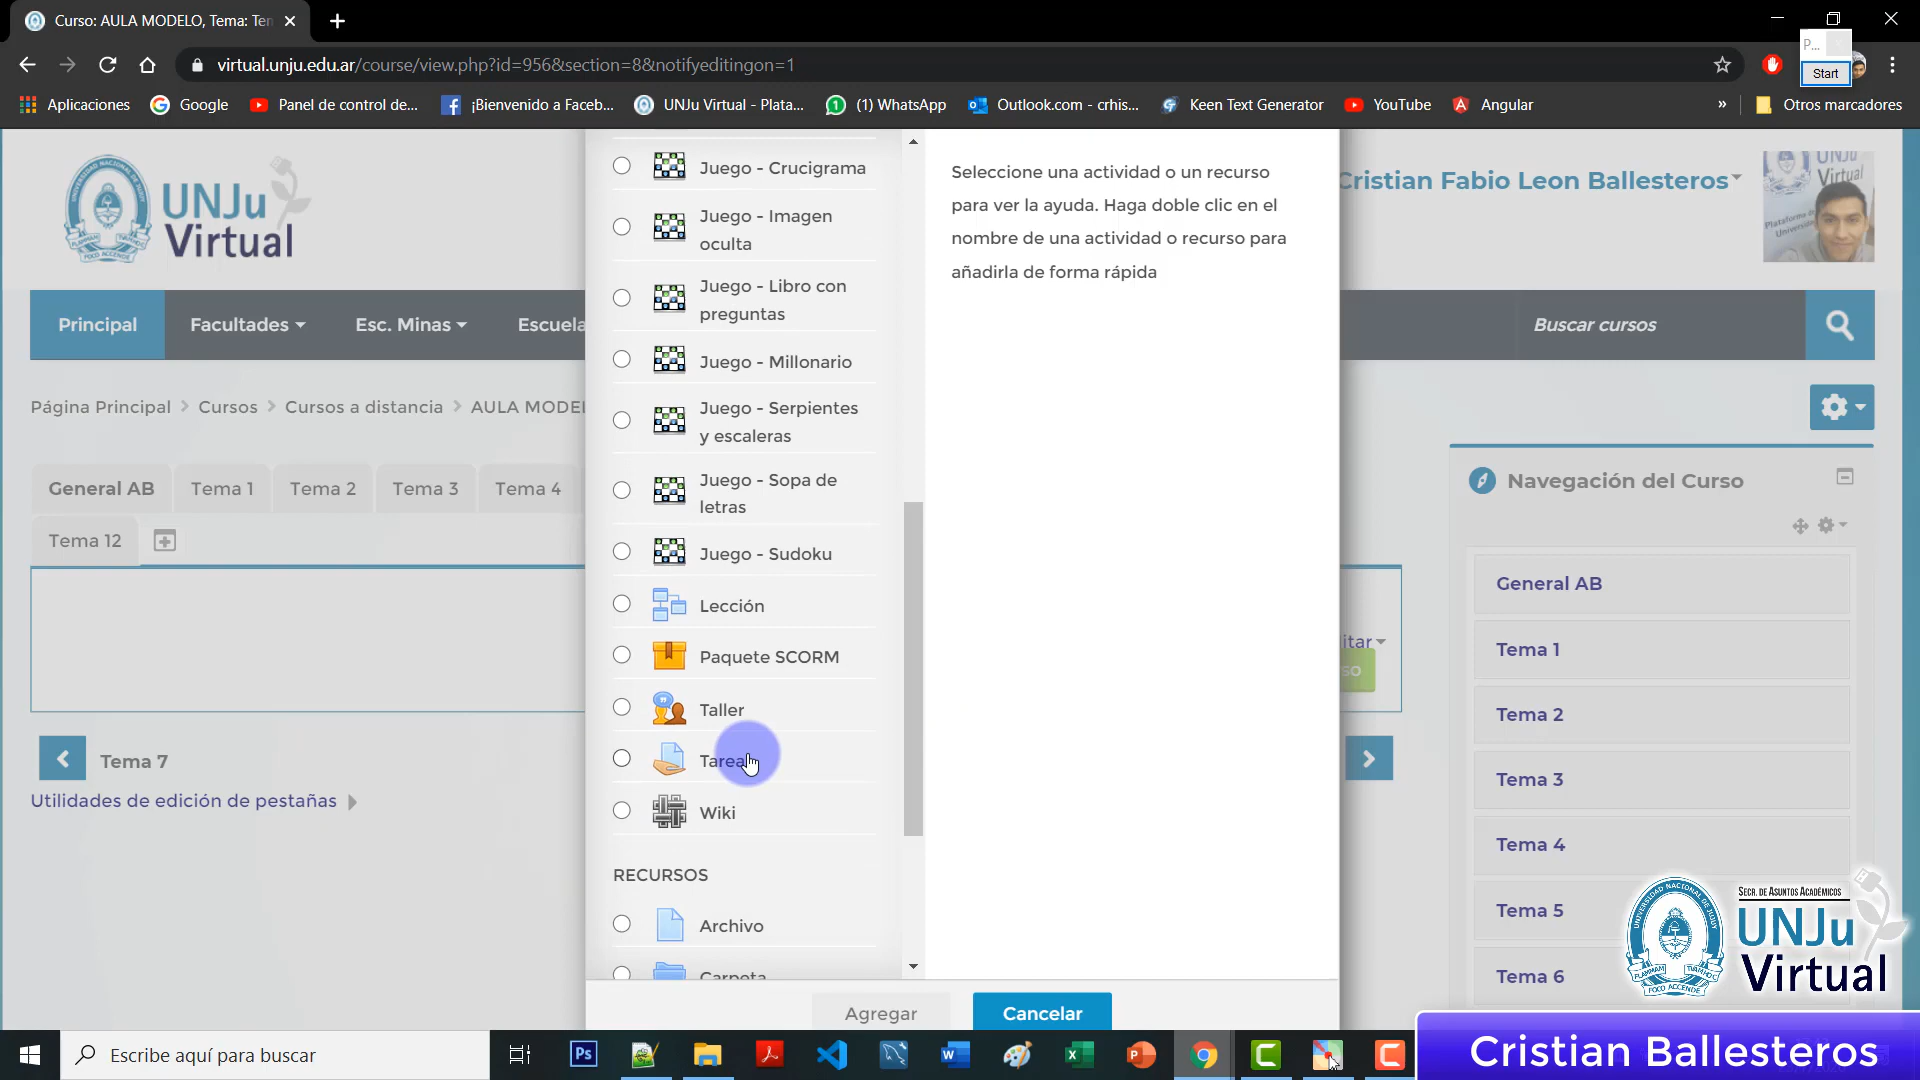 Curso: AULA MODELO, Tema: Ten
P...
Start
virtual.unju.edu.ar/course/view.php?id=956&section=8&notifyeditingon=1
Aplicaciones
Google
Panel de control de...
¡Bienvenido a Faceb...
UNJu Virtual - Plata...
(1) WhatsApp
Outlook.com - crhis...
Keen Text Generator
YouTube
Angular
»
Otros marcadores
UNJu
Virtual
Cristian Fabio Leon Ballesteros
Principal
Facultades
Esc. Minas
Escuela
Buscar cursos
Página Principal
Cursos
Cursos a distancia
AULA MODEL
General AB
Tema 1
Tema 2
Tema 3
Tema 4
Tema 12
Tema 7
Utilidades de edición de pestañas
Juego - Crucigrama
Juego - Imagen
oculta
Juego - Libro con
preguntas
Juego - Millonario
Juego - Serpientes
y escaleras
Juego - Sopa de
letras
Juego - Sudoku
Lección
Paquete SCORM
Taller
Tarea
Wiki
RECURSOS
Archivo
Carpeta
Seleccione una actividad o un recurso
para ver la ayuda. Haga doble clic en el
nombre de una actividad o recurso para
añadirla de forma rápida
Agregar
Cancelar
itar
so
Navegación del Curso
General AB
Tema 1
Tema 2
Tema 3
Tema 4
Tema 5
Tema 6
SECR. DE ASUNTOS ACADÉMICOS
UNJu
Virtual
Escribe aquí para buscar
Cristian Ballesteros